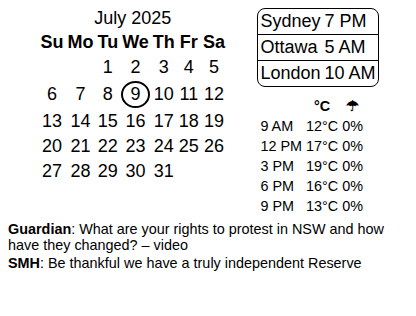 July 2025
Su Mo Tu We Th Fr Sa
1 2 3 4 5
6 7 8 9 10 11 12
13 14 15 16 17 18 19
20 21 22 23 24 25 26
27 28 29 30 31
Sydney 7 PM
Ottawa 5 AM
London 10 AM
°C ☂
9 AM 12°C 0%
12 PM 17°C 0%
3 PM 19°C 0%
6 PM 16°C 0%
9 PM 13°C 0%
Guardian: What are your rights to protest in NSW and how
have they changed? – video
SMH: Be thankful we have a truly independent Reserve